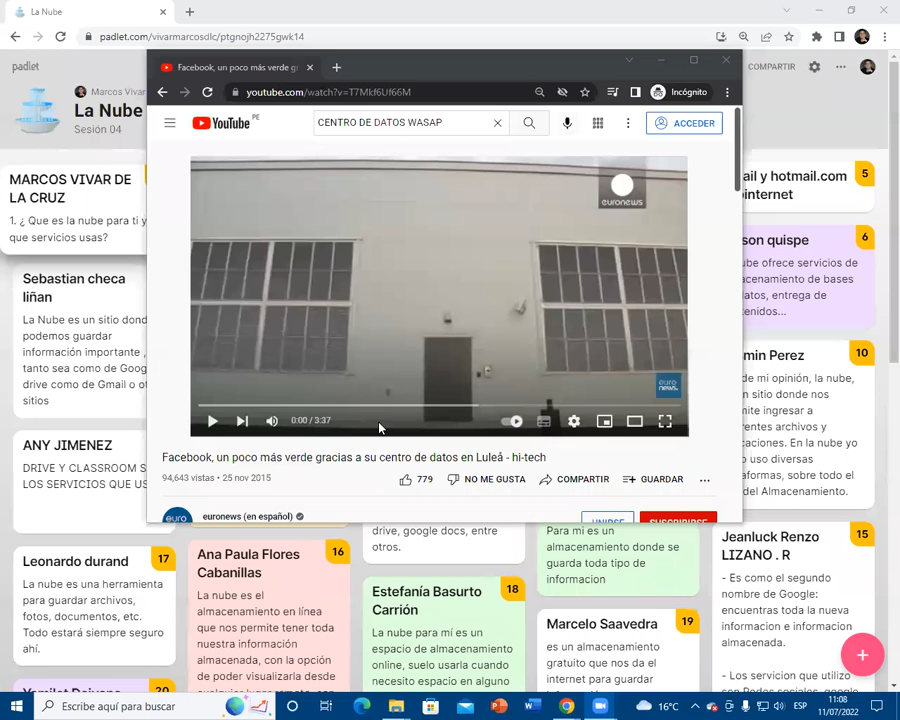 La Nube
padlet.com/vivarmarcosdlc/ptgnojh2275gwk14
padlet
COMPARTIR
Marcos Vivar
La Nube
Sesión 04
Facebook, un poco más verde gr
youtube.com/watch?v=T7Mkf6Uf66M
Incógnito
YouTube PE
CENTRO DE DATOS WASAP
ACCEDER
euronews
euro
news.
0:00 / 3:37
Facebook, un poco más verde gracias a su centro de datos en Luleå - hi-tech
94,643 vistas • 25 nov 2015
779
NO ME GUSTA
COMPARTIR
GUARDAR
euro
euronews (en español)
UNIRSE
SUSCRIBIRSE
MARCOS VIVAR DE
LA CRUZ
1. ¿ Que es la nube para ti y
que servicios usas?
Sebastian checa
liñan
La Nube es un sitio dond
podemos guardar
información importante ,
tanto sea como de Goog
drive como de Gmail o ot
sitios
ANY JIMENEZ
DRIVE Y CLASSROOM S
LOS SERVICIOS QUE US
Leonardo durand
17
La nube es una herramienta
para guardar archivos,
fotos, documentos, etc.
Todo estará siempre seguro
ahí.
20
Ana Paula Flores
Cabanillas
16
La nube es el
almacenamiento en línea
que nos permite tener toda
nuestra información
almacenada, con la opción
de poder visualizarla desde
drive, google docs, entre
otros.
Estefanía Basurto
Carrión
18
La nube para mí es un
espacio de almacenamiento
online, suelo usarla cuando
necesito espacio en alguno
Para mí es un
almacenamiento donde se
guarda toda tipo de
informacion
Marcelo Saavedra
19
es un almacenamiento
gratuito que nos da el
internet para guardar
ail y hotmail.com
internet
5
son quispe
6
ube ofrece servicios de
acenamiento de bases
atos, entrega de
enidos...
min Perez
10
de mi opinión, la nube,
n sitio donde nos
mite ingresar a
rentes archivos y
caciones. En la nube yo
o uso diversas
aformas, sobre todo el
del Almacenamiento.
Jeanluck Renzo
LIZANO . R
15
- Es como el segundo
nombre de Google:
encuentras toda la nueva
informacion e informacion
almacenada.
- Los servicion que utilizo
Escribe aquí para buscar
16°C
ESP
11:08
11/07/2022